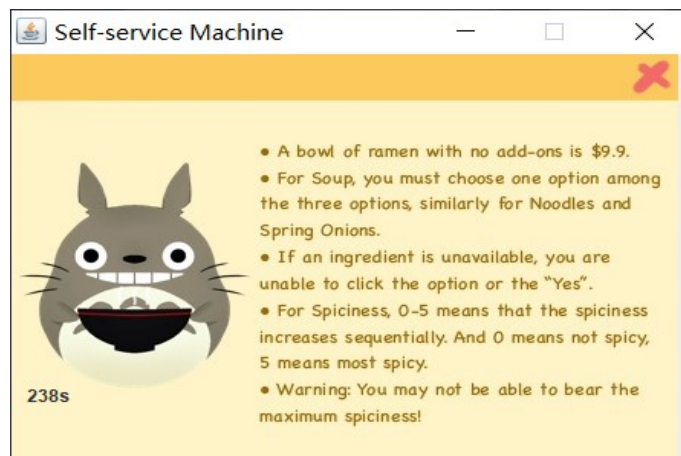 Self-service Machine
● A bowl of ramen with no add-ons is $9.9.
● For Soup, you must choose one option among
the three options, similarly for Noodles and
Spring Onions.
● If an ingredient is unavailable, you are
unable to click the option or the "Yes".
● For Spiciness, 0-5 means that the spiciness
increases sequentially. And 0 means not spicy,
5 means most spicy.
● Warning: You may not be able to bear the
maximum spiciness!
238s